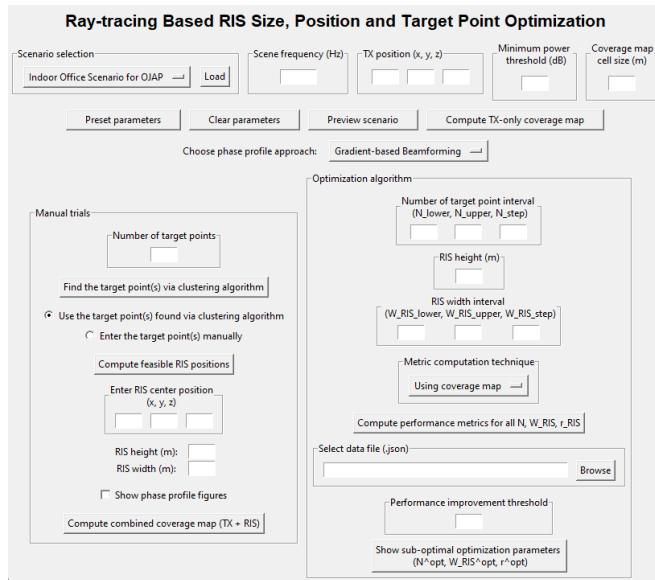 Ray-tracing Based RIS Size, Position and Target Point Optimization
Scenario selection
Indoor Office Scenario for OJAP
Load
Scene frequency (Hz)
TX position (x, y, z)
Minimum power
threshold (dB)
Coverage map
cell size (m)
Preset parameters
Clear parameters
Preview scenario
Compute TX-only coverage map
Choose phase profile approach:
Gradient-based Beamforming
Manual trials
Number of target points
Find the target point(s) via clustering algorithm
Use the target point(s) found via clustering algorithm
Enter the target point(s) manually
Compute feasible RIS positions
Enter RIS center position
(x, y, z)
RIS height (m):
RIS width (m):
Show phase profile figures
Compute combined coverage map (TX + RIS)
Optimization algorithm
Number of target point interval
(N_lower, N_upper, N_step)
RIS height (m)
RIS width interval
(W_RIS_lower, W_RIS_upper, W_RIS_step)
Metric computation technique
Using coverage map
Compute performance metrics for all N, W_RIS, r_RIS
Select data file (.json)
Browse
Performance improvement threshold
Show sub-optimal optimization parameters
(N^opt, W_RIS^opt, r^opt)